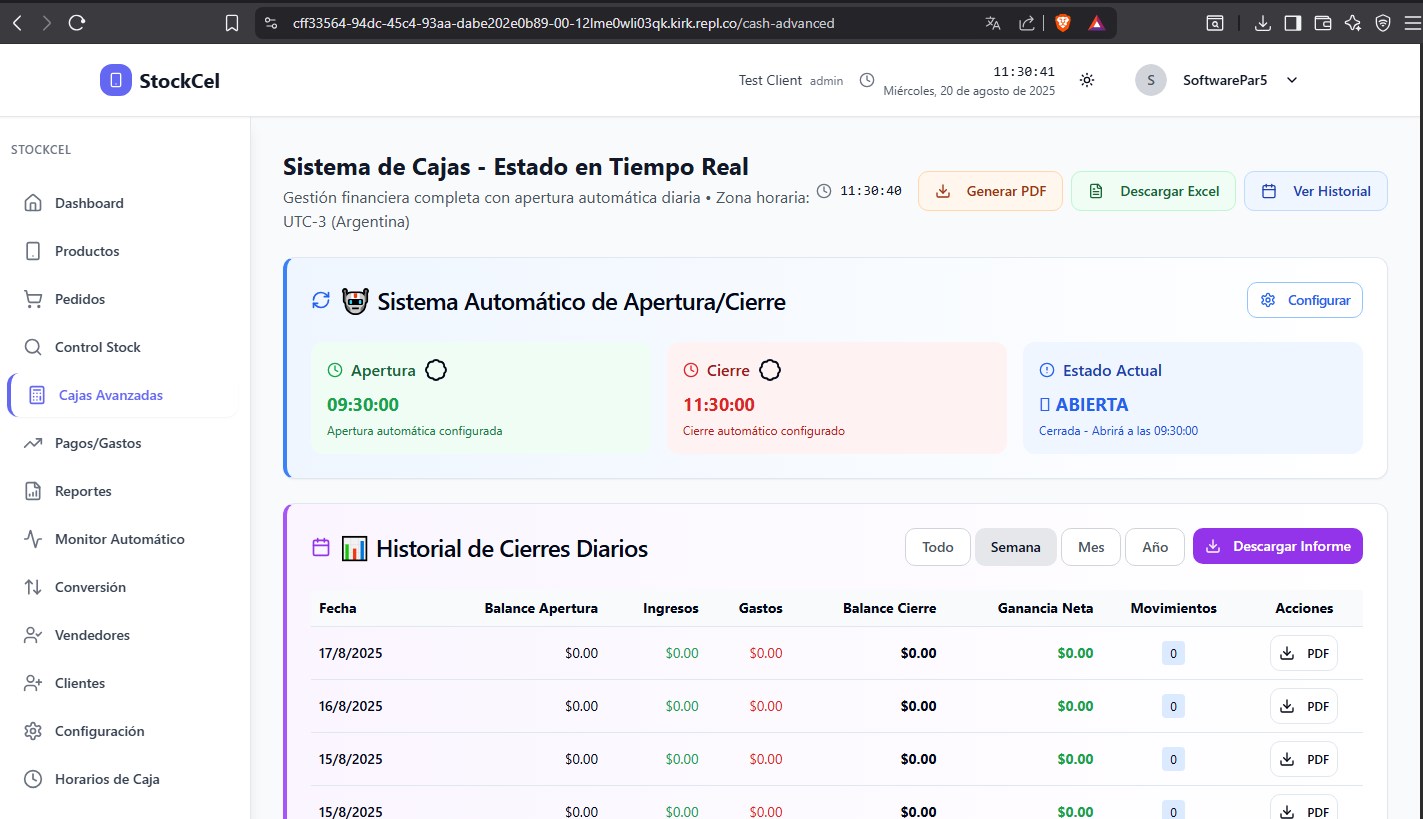 cff33564-94dc-45c4-93aa-dabe202e0b89-00-12lme0wli03qk.kirk.repl.co/cash-advanced
StockCel
Test Client admin
11:30:41
Miércoles, 20 de agosto de 2025
S
SoftwarePar5
STOCKCEL
Dashboard
Productos
Pedidos
Control Stock
Cajas Avanzadas
Pagos/Gastos
Reportes
Monitor Automático
Conversión
Vendedores
Clientes
Configuración
Horarios de Caja
Sistema de Cajas - Estado en Tiempo Real
Gestión financiera completa con apertura automática diaria • Zona horaria:
UTC-3 (Argentina)
11:30:40
Generar PDF
Descargar Excel
Ver Historial
Sistema Automático de Apertura/Cierre
Configurar
Apertura
09:30:00
Apertura automática configurada
Cierre
11:30:00
Cierre automático configurado
Estado Actual
ABIERTA
Cerrada - Abrirá a las 09:30:00
Historial de Cierres Diarios
Todo
Semana
Mes
Año
Descargar Informe
Fecha Balance Apertura Ingresos Gastos Balance Cierre Ganancia Neta Movimientos Acciones
17/8/2025 $0.00 $0.00 $0.00 $0.00 $0.00 0 PDF
16/8/2025 $0.00 $0.00 $0.00 $0.00 $0.00 0 PDF
15/8/2025 $0.00 $0.00 $0.00 $0.00 $0.00 0 PDF
15/8/2025 $0.00 $0.00 $0.00 $0.00 $0.00 0 PDF